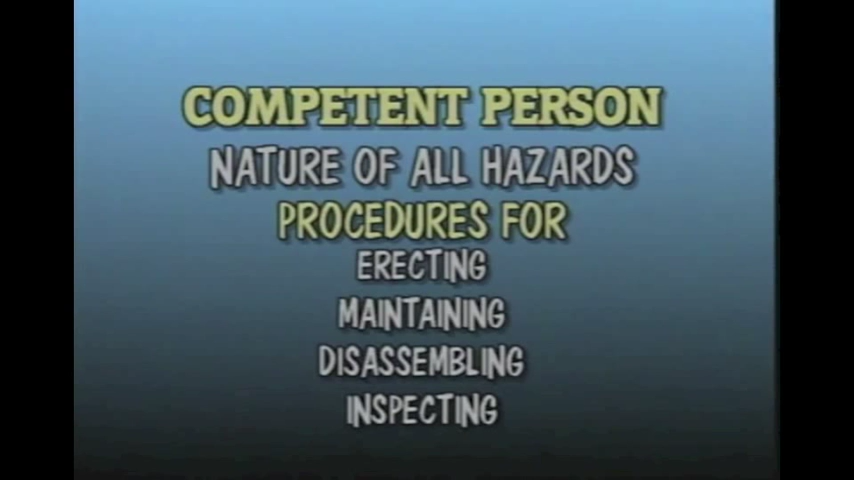 COMPETENT PERSON
NATURE OF ALL HAZARDS
PROCEDURES FOR
ERECTING
MAINTAINING
DISASSEMBLING
INSPECTING